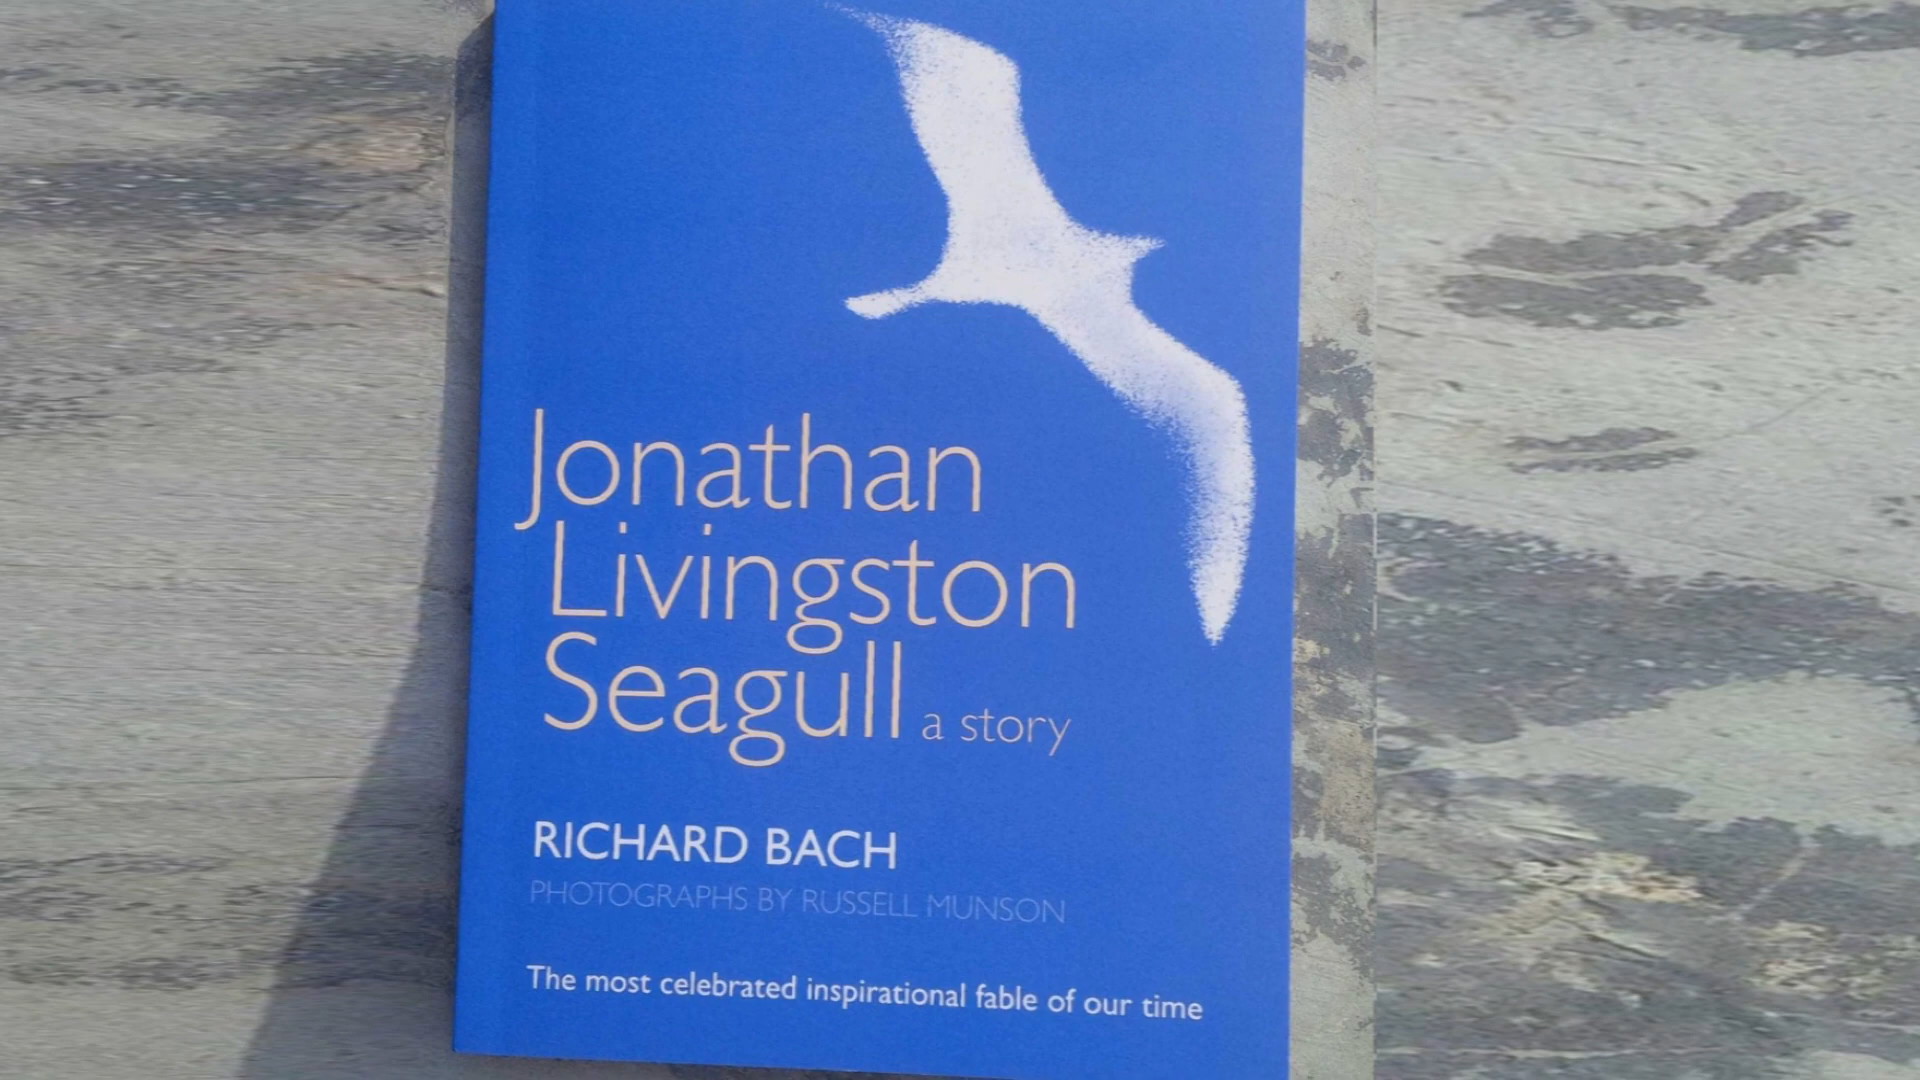 Jonathan
Livingston
Seagull a story
RICHARD BACH
PHOTOGRAPHS BY RUSSELL MUNSON
The most celebrated inspirational fable of our time